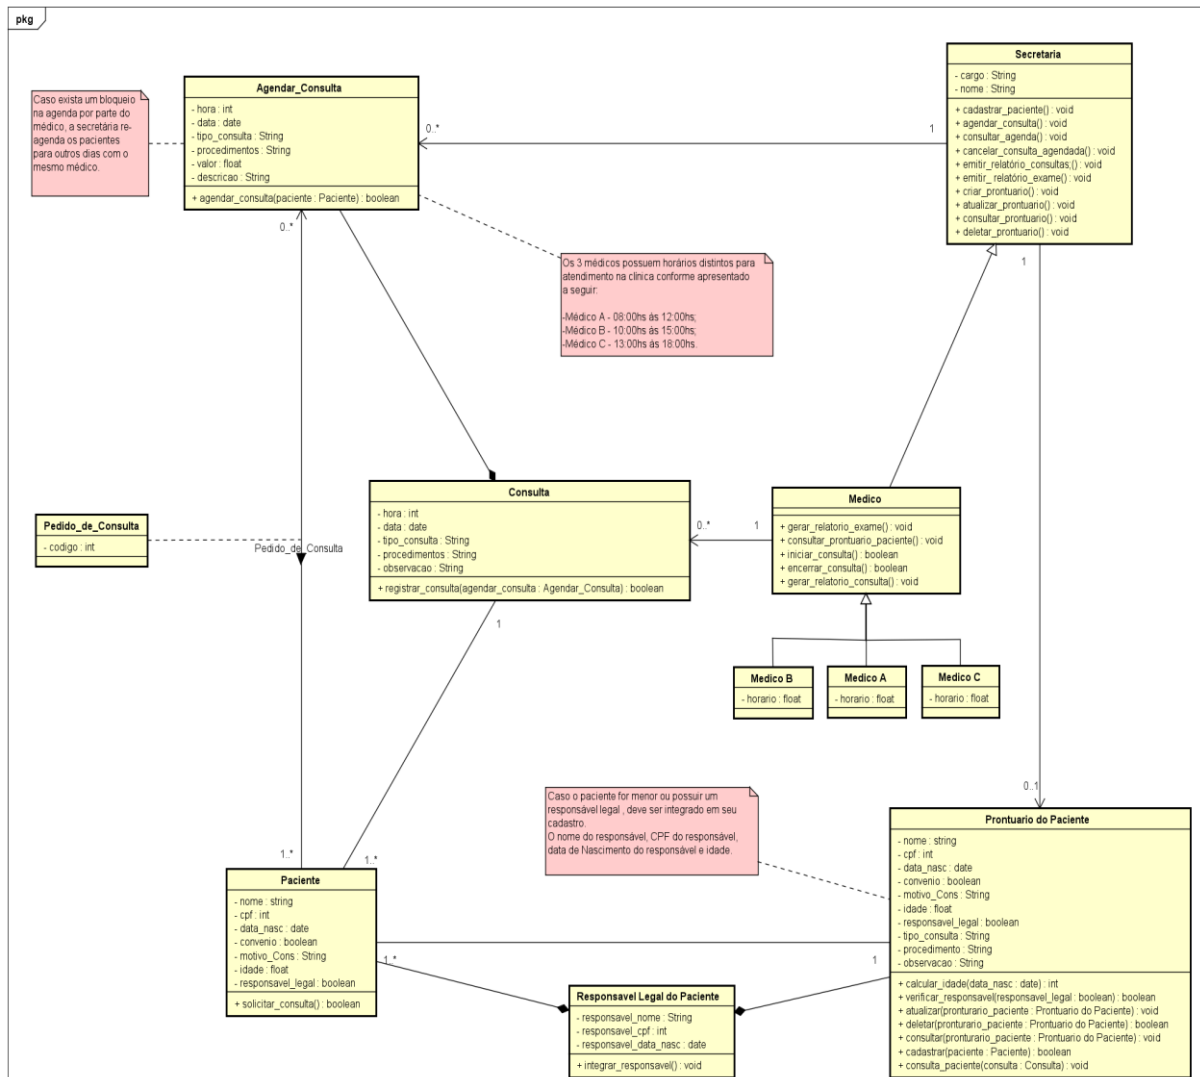 pkg
Secretaria
- cargo : String
- nome : String
+ cadastrar_paciente() : void
+ agendar_consulta() : void
+ consultar_agenda() : void
+ cancelar_consulta_agendada() : void
+ emitir_relatório_consultas;() : void
+ emitir_ relatório_exame() : void
+ criar_prontuario() : void
+ atualizar_prontuario() : void
+ consultar_prontuario() : void
+ deletar_prontuario() : void
Agendar_Consulta
- hora : int
- data : date
- tipo_consulta : String
- procedimentos : String
- valor : float
- descricao : String
+ agendar_consulta(paciente : Paciente) : boolean
Caso exista um bloqueio
na agenda por parte do
médico, a secretária re-
agenda os pacientes
para outros dias com o
mesmo médico.
0..*
1
0..*
1
Os 3 médicos possuem horários distintos para
atendimento na clínica conforme apresentado
a seguir:
-Médico A - 08:00hs às 12:00hs;
-Médico B - 10:00hs às 15:00hs;
-Médico C - 13:00hs às 18:00hs.
Consulta
- hora : int
- data : date
- tipo_consulta : String
- procedimentos : String
- observacao : String
+ registrar_consulta(agendar_consulta : Agendar_Consulta) : boolean
0..*
1
1
Medico
+ gerar_relatorio_exame() : void
+ consultar_prontuario_paciente() : void
+ iniciar_consulta() : boolean
+ encerrar_consulta() : boolean
+ gerar_relatorio_consulta() : void
Pedido_de_Consulta
- codigo : int
Pedido_de_Consulta
Medico B
- horario : float
Medico A
- horario : float
Medico C
- horario : float
0..1
Caso o paciente for menor ou possuir um
responsável legal , deve ser integrado em seu
cadastro.
O nome do responsável, CPF do responsável,
data de Nascimento do responsável e idade.
Prontuario do Paciente
- nome : string
- cpf : int
- data_nasc : date
- convenio : boolean
- motivo_Cons : String
- idade : float
- responsavel_legal : boolean
- tipo_consulta : String
- procedimento : String
- observacao : String
+ calcular_idade(data_nasc : date) : int
+ verificar_responsavel(responsavel_legal : boolean) : boolean
+ atualizar(pronturario_paciente : Prontuario do Paciente) : void
+ deletar(pronturario_paciente : Prontuario do Paciente) : boolean
+ consultar(pronturario_paciente : Prontuario do Paciente) : void
+ cadastrar(paciente : Paciente) : boolean
+ consulta_paciente(consulta : Consulta) : void
1..*
1..*
Paciente
- nome : string
- cpf : int
- data_nasc : date
- convenio : boolean
- motivo_Cons : String
- idade : float
- responsavel_legal : boolean
+ solicitar_consulta() : boolean
1..*
1
Responsavel Legal do Paciente
- responsavel_nome : String
- responsavel_cpf : int
- responsavel_data_nasc : date
+ integrar_responsavel() : void